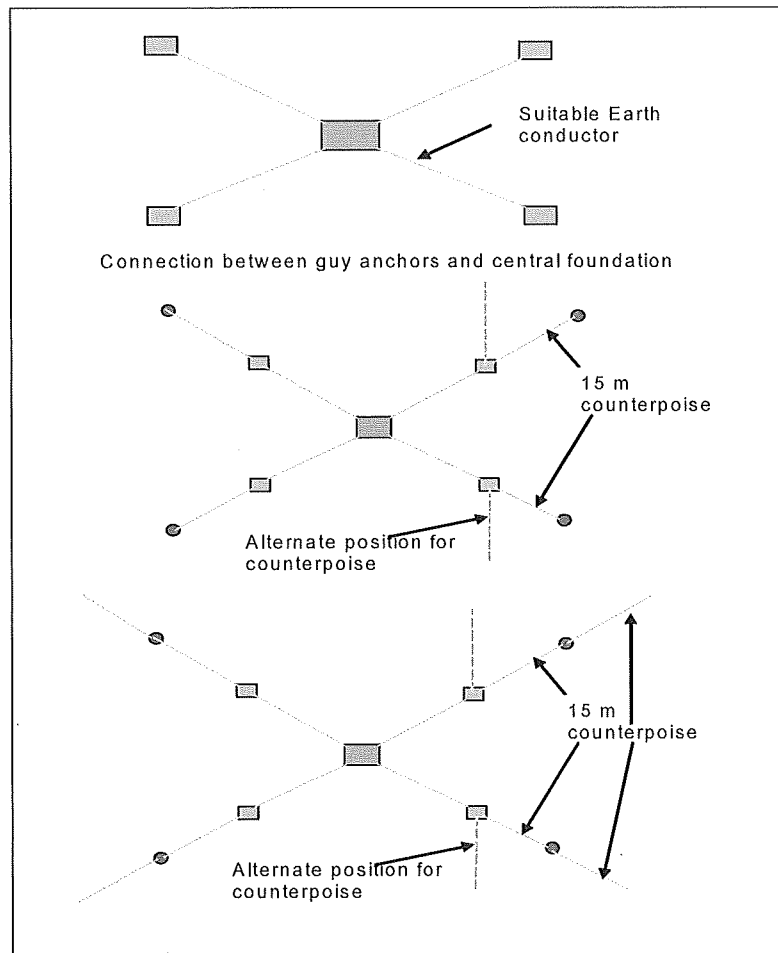 Suitable Earth
conductor
Connection between guy anchors and central foundation
15 m
counterpoise
Alternate position for
counterpoise
15 m
counterpoise
Alternate position for
counterpoise